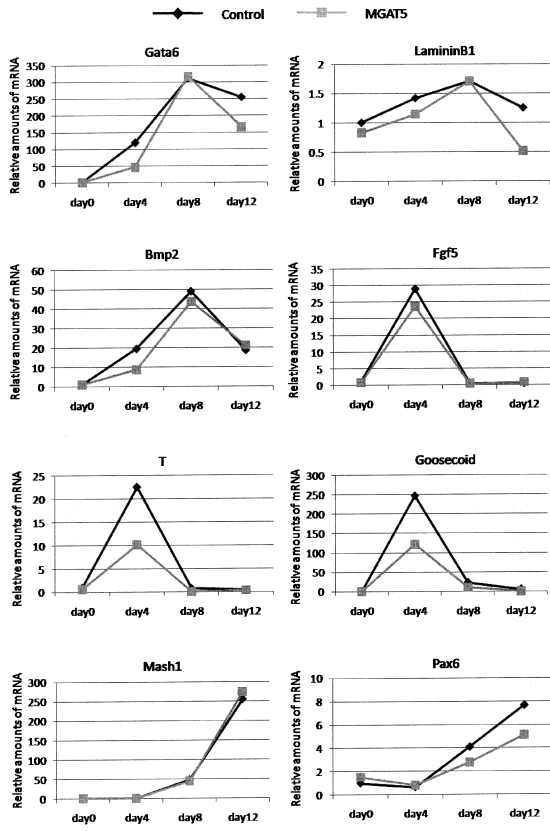 Control MGAT5
Gata6
Relative amounts of mRNA
350
300
250
200
150
100
50
0
day0 day4 day8 day12
LamininB1
Relative amounts of mRNA
2
1.5
1
0.5
0
day0 day4 day8 day12
Bmp2
Relative amounts of mRNA
60
50
40
30
20
10
0
day0 day4 day8 day12
Fgf5
Relative amounts of mRNA
35
30
25
20
15
10
5
0
day0 day4 day8 day12
T
Relative amounts of mRNA
25
20
15
10
5
0
day0 day4 day8 day12
Goosecoid
Relative amounts of mRNA
300
250
200
150
100
50
0
day0 day4 day8 day12
Mash1
Relative amounts of mRNA
300
250
200
150
100
50
0
day0 day4 day8 day12
Pax6
Relative amounts of mRNA
10
8
6
4
2
0
day0 day4 day8 day12